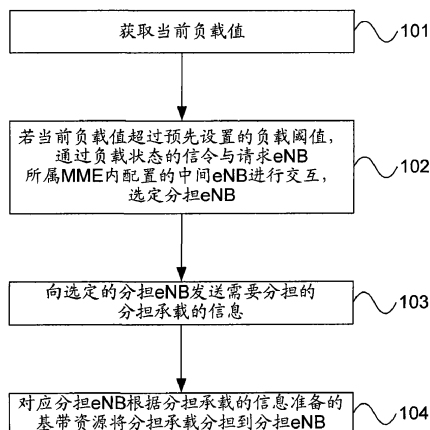 获取当前负载值
101
若当前负载值超过预先设置的负载阈值，
通过负载状态的信令与请求eNB
所属MME内配置的中间eNB进行交互，
选定分担eNB
102
向选定的分担eNB发送需要分担的
分担承载的信息
103
对应分担eNB根据分担承载的信息准备的
基带资源将分担承载分担到分担eNB
104